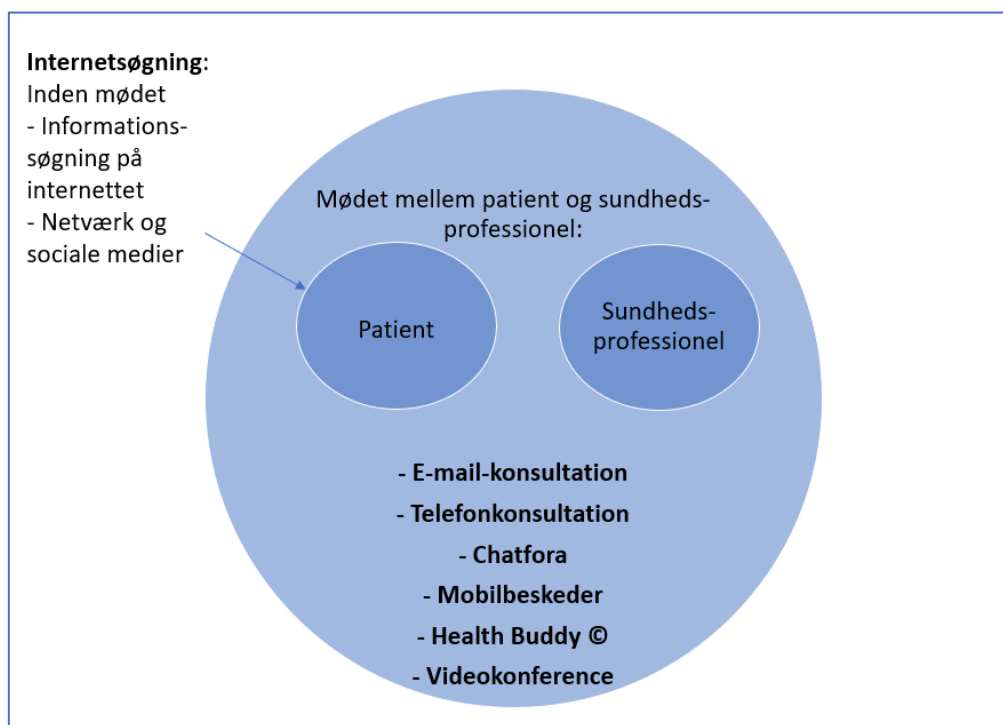 Internetsøgning:
Inden mødet
- Informations-
søgning på
internettet
- Netværk og
sociale medier
Mødet mellem patient og sundheds-
professionel:
Patient
Sundheds-
professionel
- E-mail-konsultation
- Telefonkonsultation
- Chatfora
- Mobilbeskeder
- Health Buddy ©
- Videokonference